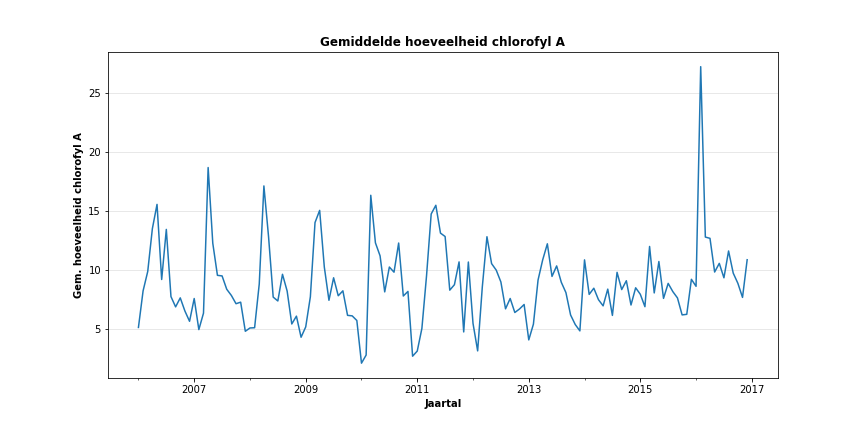 Gemiddelde hoeveelheid chlorofyl A
Gem. hoeveelheid chlorofyl A
25
20
15
10
5
2007 2009 2011 2013 2015 2017
Jaartal